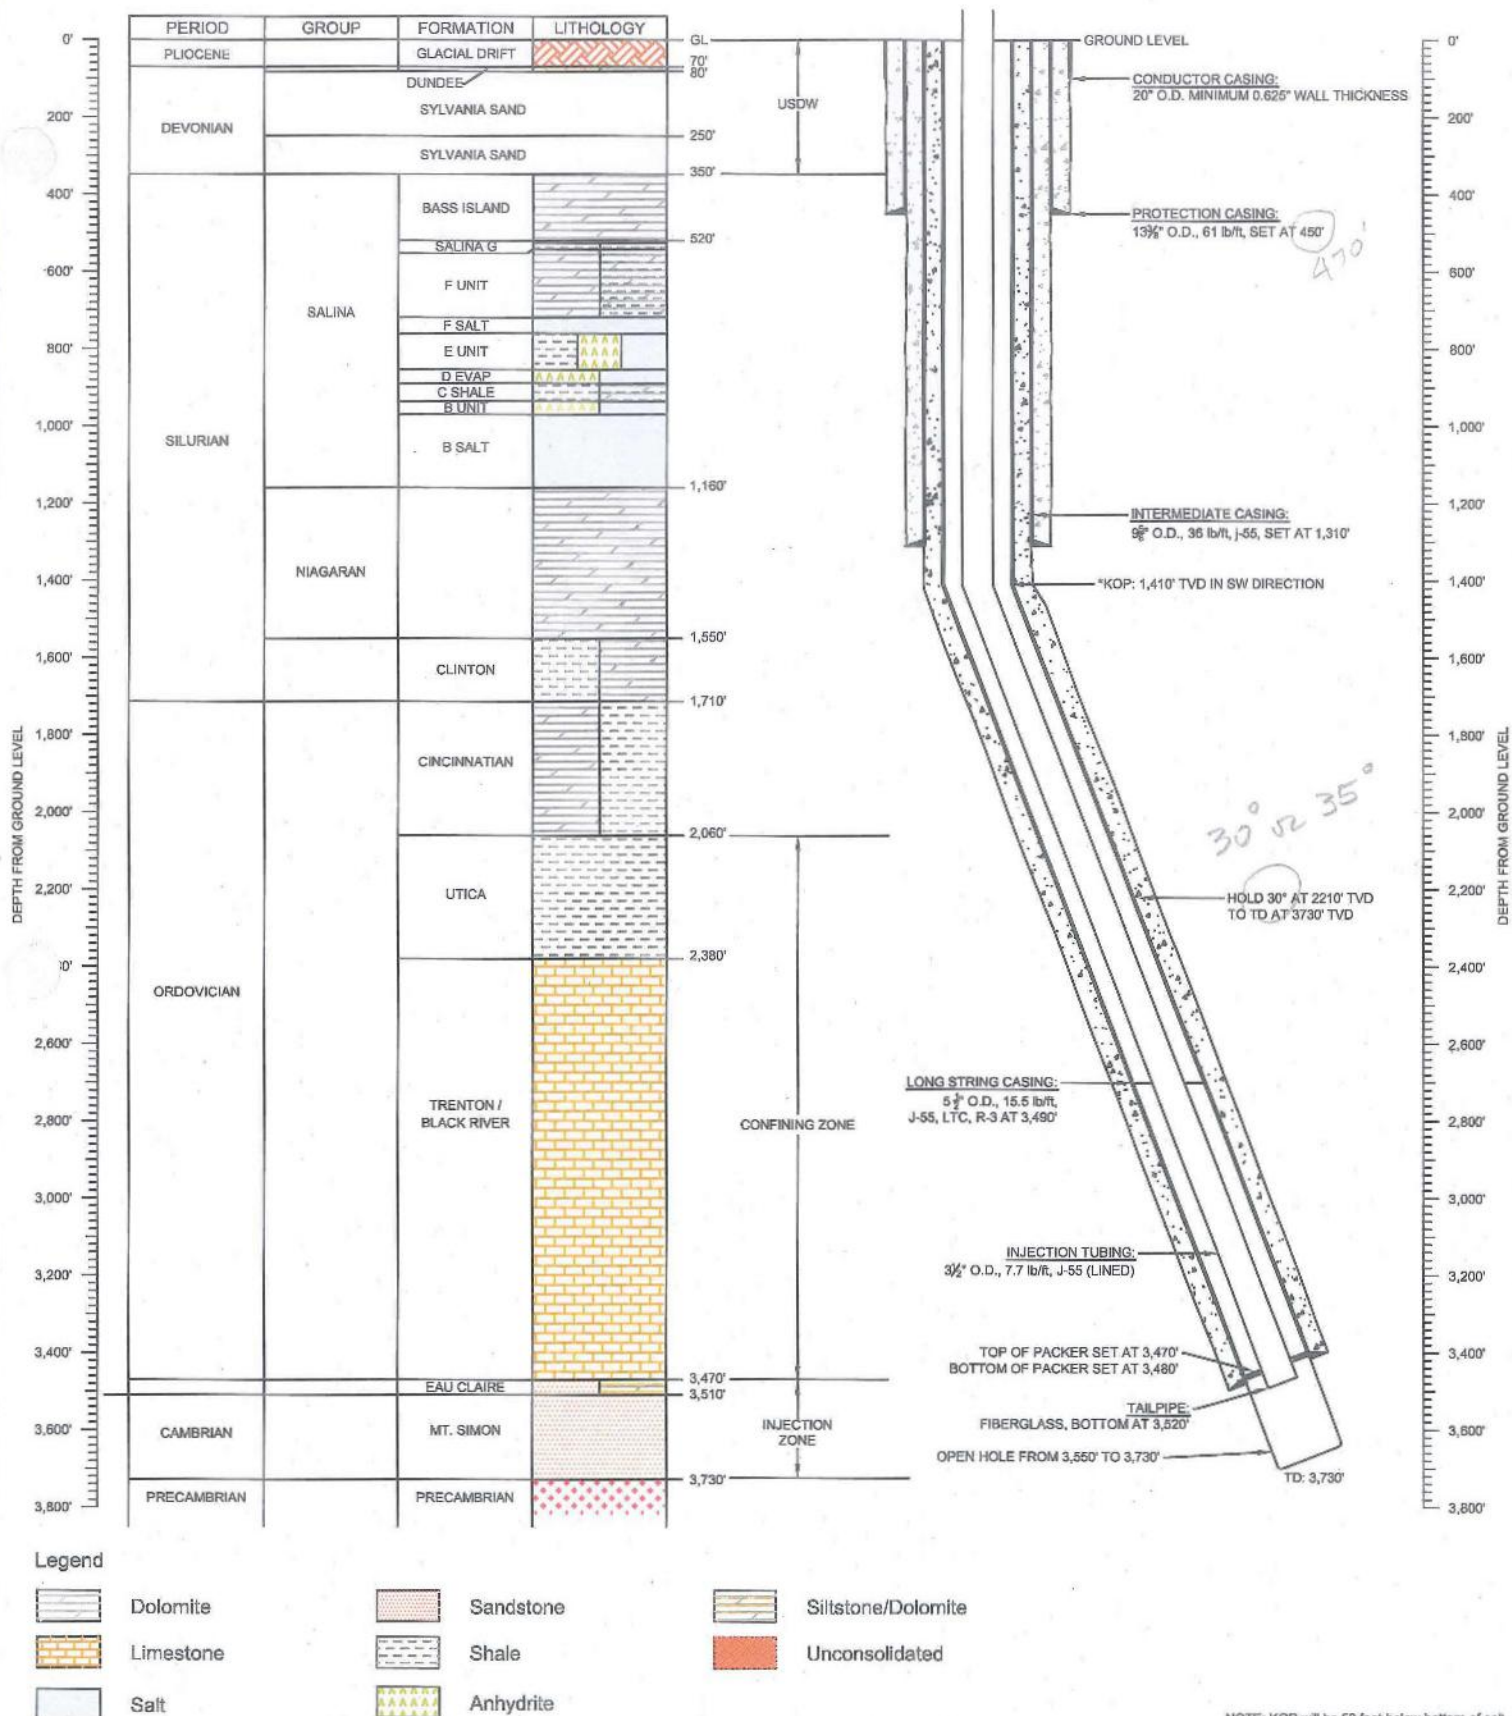 PERIOD GROUP FORMATION LITHOLOGY
PLIOCENE GLACIAL DRIFT
DUNDEE
SYLVANIA SAND
DEVONIAN
SYLVANIA SAND
BASS ISLAND
SALINA G
F UNIT
SALINA
F SALT
E UNIT
D EVAP
C SHALE
B UNIT
SILURIAN
B SALT
NIAGARAN
CLINTON
CINCINNATIAN
UTICA
ORDOVICIAN
TRENTON /
BLACK RIVER
EAU CLAIRE
CAMBRIAN
MT. SIMON
PRECAMBRIAN PRECAMBRIAN
DEPTH FROM GROUND LEVEL
0'
200'
400'
600'
800'
1,000'
1,200'
1,400'
1,600'
1,800'
2,000'
2,200'
0'
2,600'
2,800'
3,000'
3,200'
3,400'
3,600'
3,800'
GL
70'
80'
250'
350'
520'
1,160'
1,550'
1,710'
2,060'
2,380'
3,470'
3,510'
3,730'
USDW
CONFINING ZONE
INJECTION
ZONE
GROUND LEVEL
CONDUCTOR CASING:
20" O.D. MINIMUM 0.625" WALL THICKNESS
PROTECTION CASING:
13⅜" O.D., 61 lb/ft, SET AT 450'
470'
INTERMEDIATE CASING:
9⅝" O.D., 36 lb/ft, j-55, SET AT 1,310'
*KOP: 1,410' TVD IN SW DIRECTION
30° or 35°
HOLD 30° AT 2210' TVD
TO TD AT 3730' TVD
LONG STRING CASING:
5½" O.D., 15.5 lb/ft,
J-55, LTC, R-3 AT 3,490'
INJECTION TUBING:
3½" O.D., 7.7 lb/ft, J-55 (LINED)
TOP OF PACKER SET AT 3,470'
BOTTOM OF PACKER SET AT 3,480'
TAILPIPE:
FIBERGLASS, BOTTOM AT 3,520'
OPEN HOLE FROM 3,550' TO 3,730'
TD: 3,730'
0'
200'
400'
600'
800'
1,000'
1,200'
1,400'
1,600'
1,800'
2,000'
2,200'
2,400'
2,600'
2,800'
3,000'
3,200'
3,400'
3,600'
3,800'
DEPTH FROM GROUND LEVEL
Legend
Dolomite Sandstone Siltstone/Dolomite
Limestone Shale Unconsolidated
Salt Anhydrite